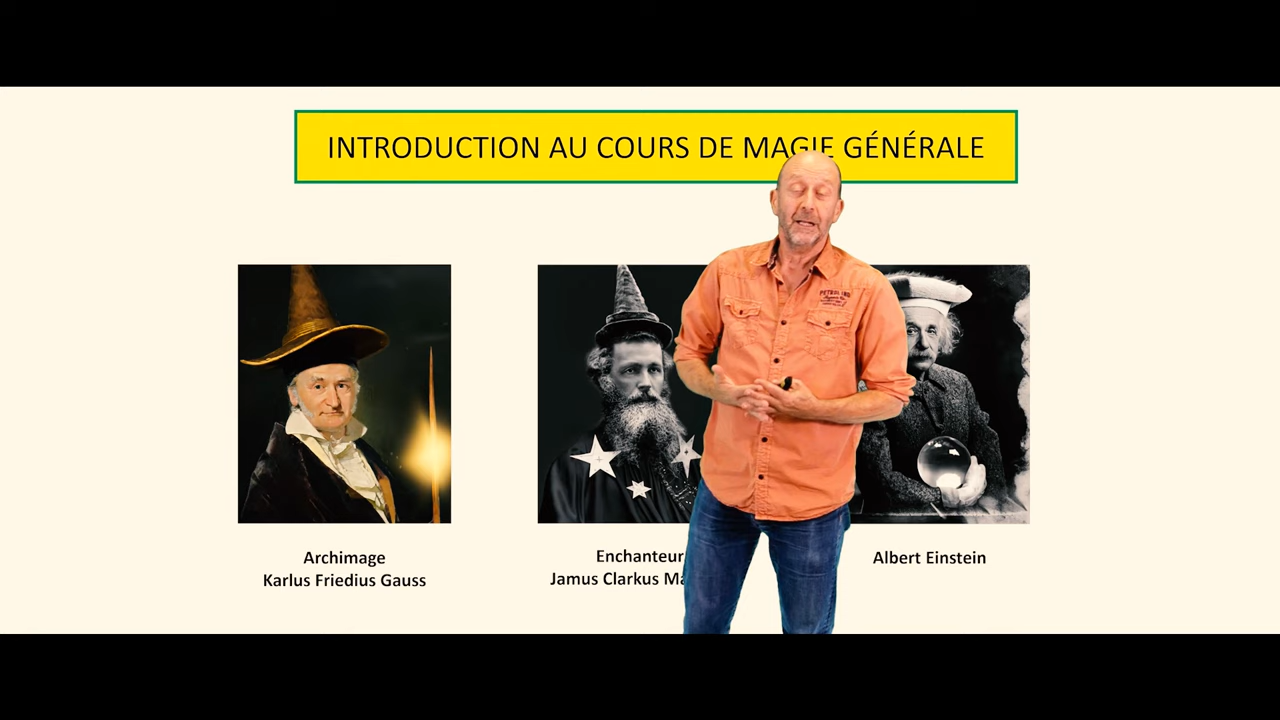 INTRODUCTION AU COURS DE MAGIE GÉNÉRALE
Archimage
Karlus Friedius Gauss
Enchanteur
Jamus Clarkus
Albert Einstein